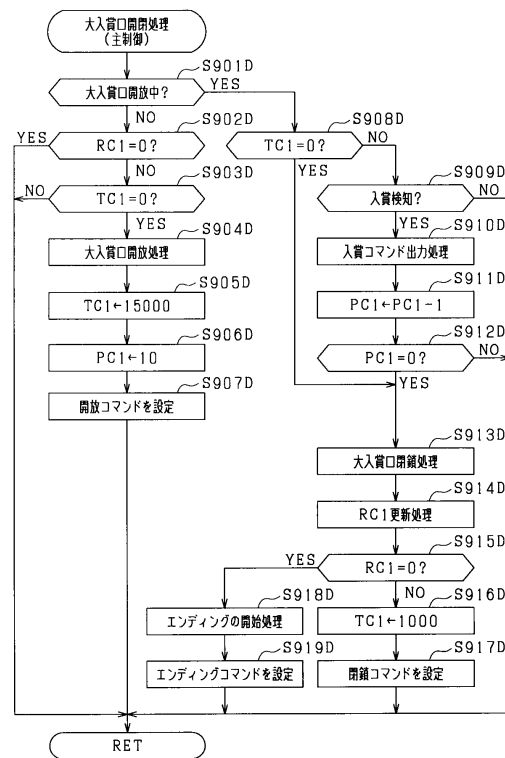 大入賞口開閉処理
(主制御)
S901D
大入賞口開放中?
YES
NO
S902D
YES
RC1=0?
NO
S903D
NO
TC1=0?
YES
S904D
大入賞口開放処理
S905D
TC1←15000
S906D
PC1←10
S907D
開放コマンドを設定
S908D
TC1=0?
NO
YES
S909D
入賞検知?
NO
YES
S910D
入賞コマンド出力処理
S911D
PC1←PC1-1
S912D
PC1=0?
NO
YES
S913D
大入賞口閉鎖処理
S914D
RC1更新処理
S915D
YES
RC1=0?
NO
S916D
TC1←1000
S917D
閉鎖コマンドを設定
S918D
エンディングの開始処理
S919D
エンディングコマンドを設定
RET